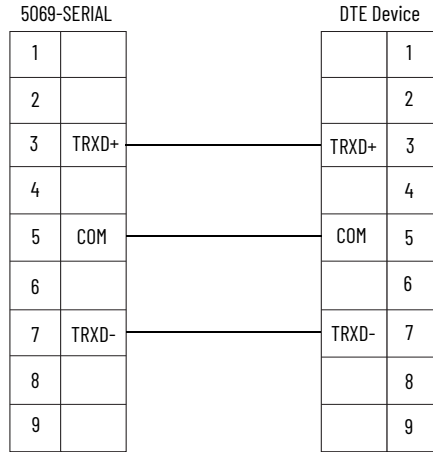 5069-SERIAL DTE Device
1 1
2 2
3 TRXD+ TRXD+ 3
4 4
5 COM COM 5
6 6
7 TRXD- TRXD- 7
8 8
9 9